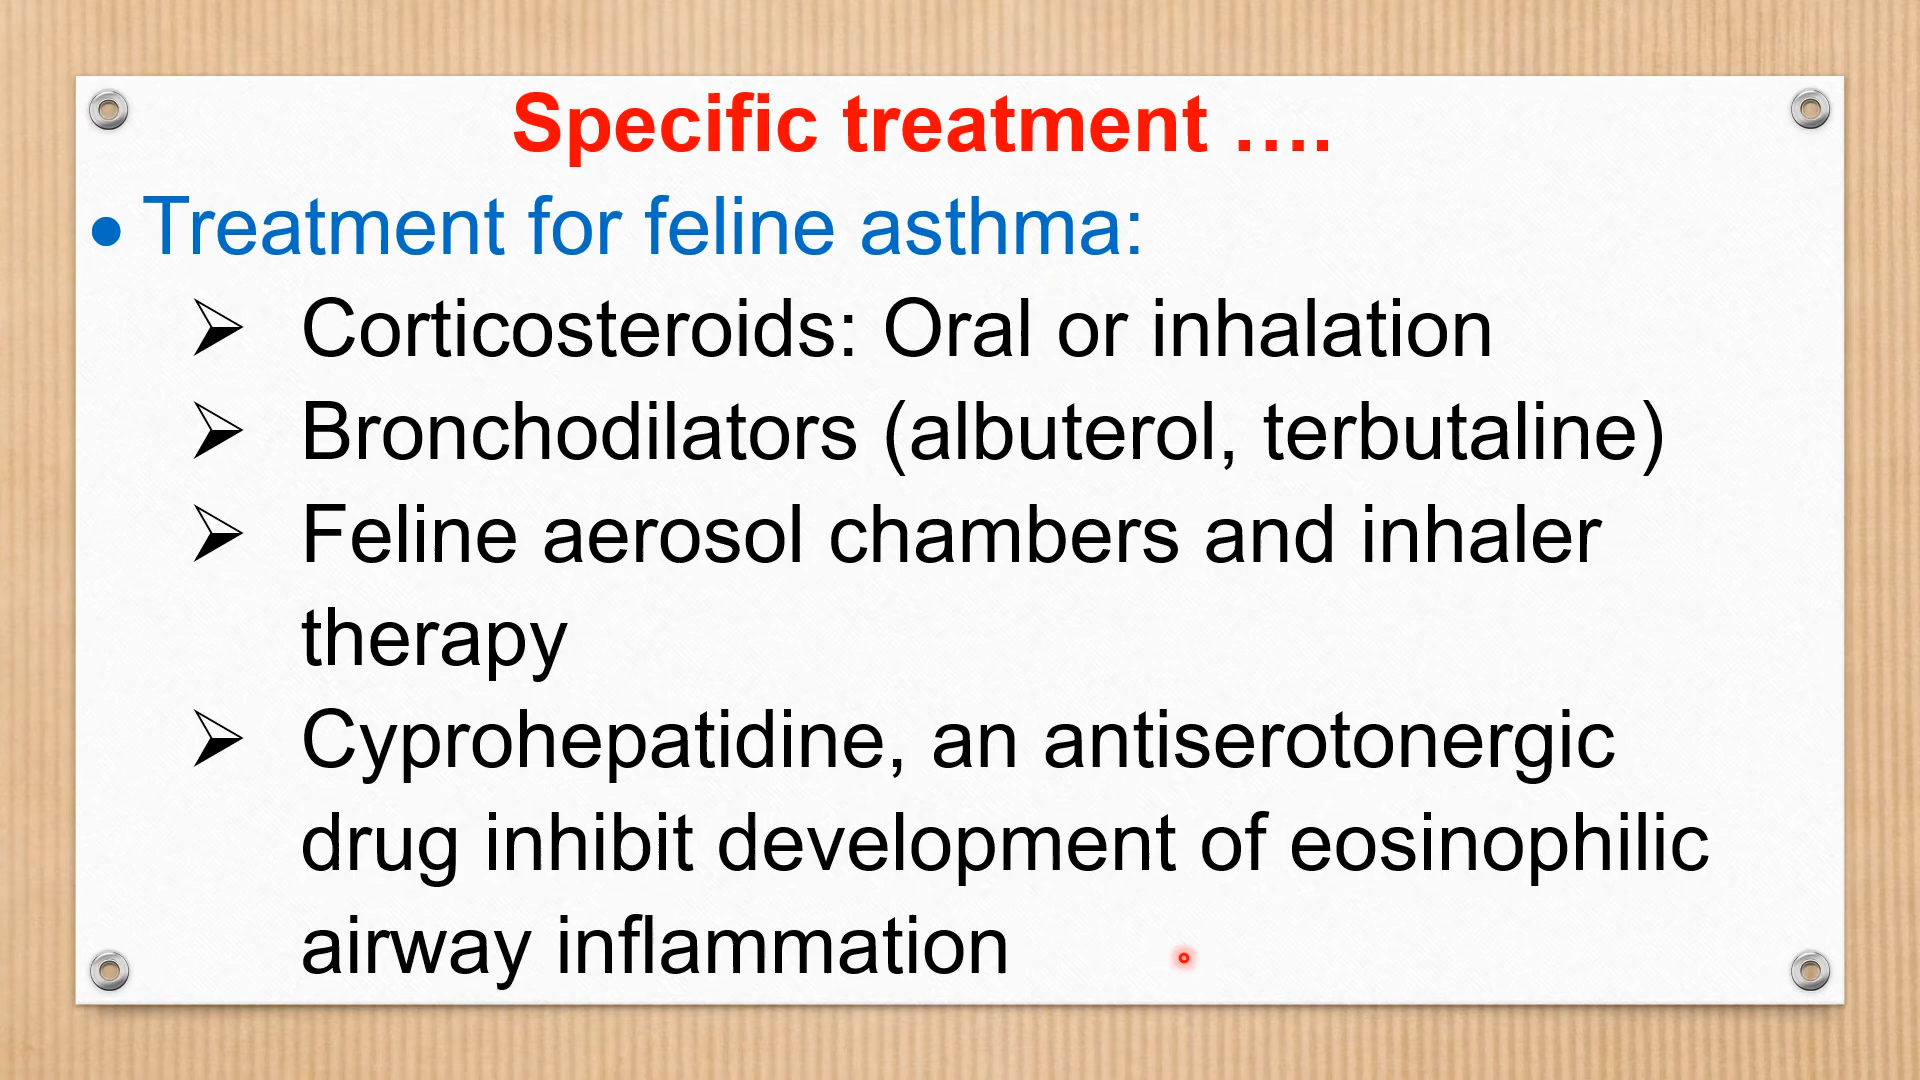 Specific treatment ....
• Treatment for feline asthma:
➢ Corticosteroids: Oral or inhalation
➢ Bronchodilators (albuterol, terbutaline)
➢ Feline aerosol chambers and inhaler
therapy
➢ Cyprohepatidine, an antiserotonergic
drug inhibit development of eosinophilic
airway inflammation